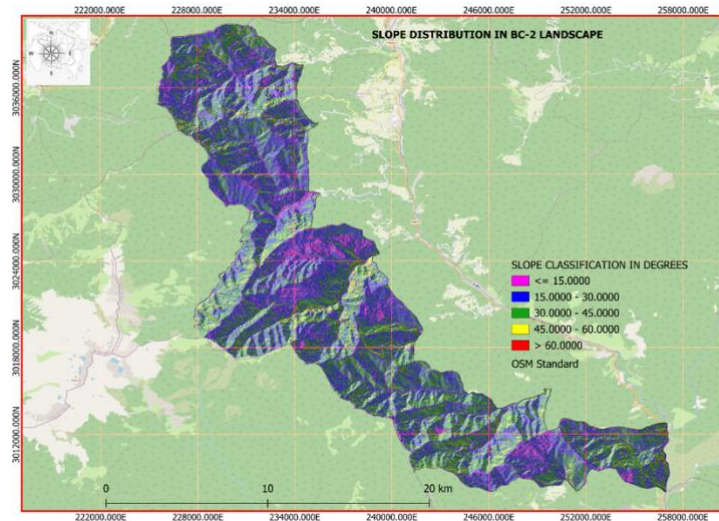 222000.000E 228000.000E 234000.000E 240000.000E 246000.000E 252000.000E 258000.000E
SLOPE DISTRIBUTION IN BC-2 LANDSCAPE
N
W E
S
3036000.000N
3030000.000N
3024000.000N
3018000.000N
3012000.000N
SLOPE CLASSIFICATION IN DEGREES
<= 15.0000
15.0000 - 30.0000
30.0000 - 45.0000
45.0000 - 60.0000
> 60.0000
OSM Standard
0 10 20 km
222000.000E 228000.000E 234000.000E 240000.000E 246000.000E 252000.000E 258000.000E